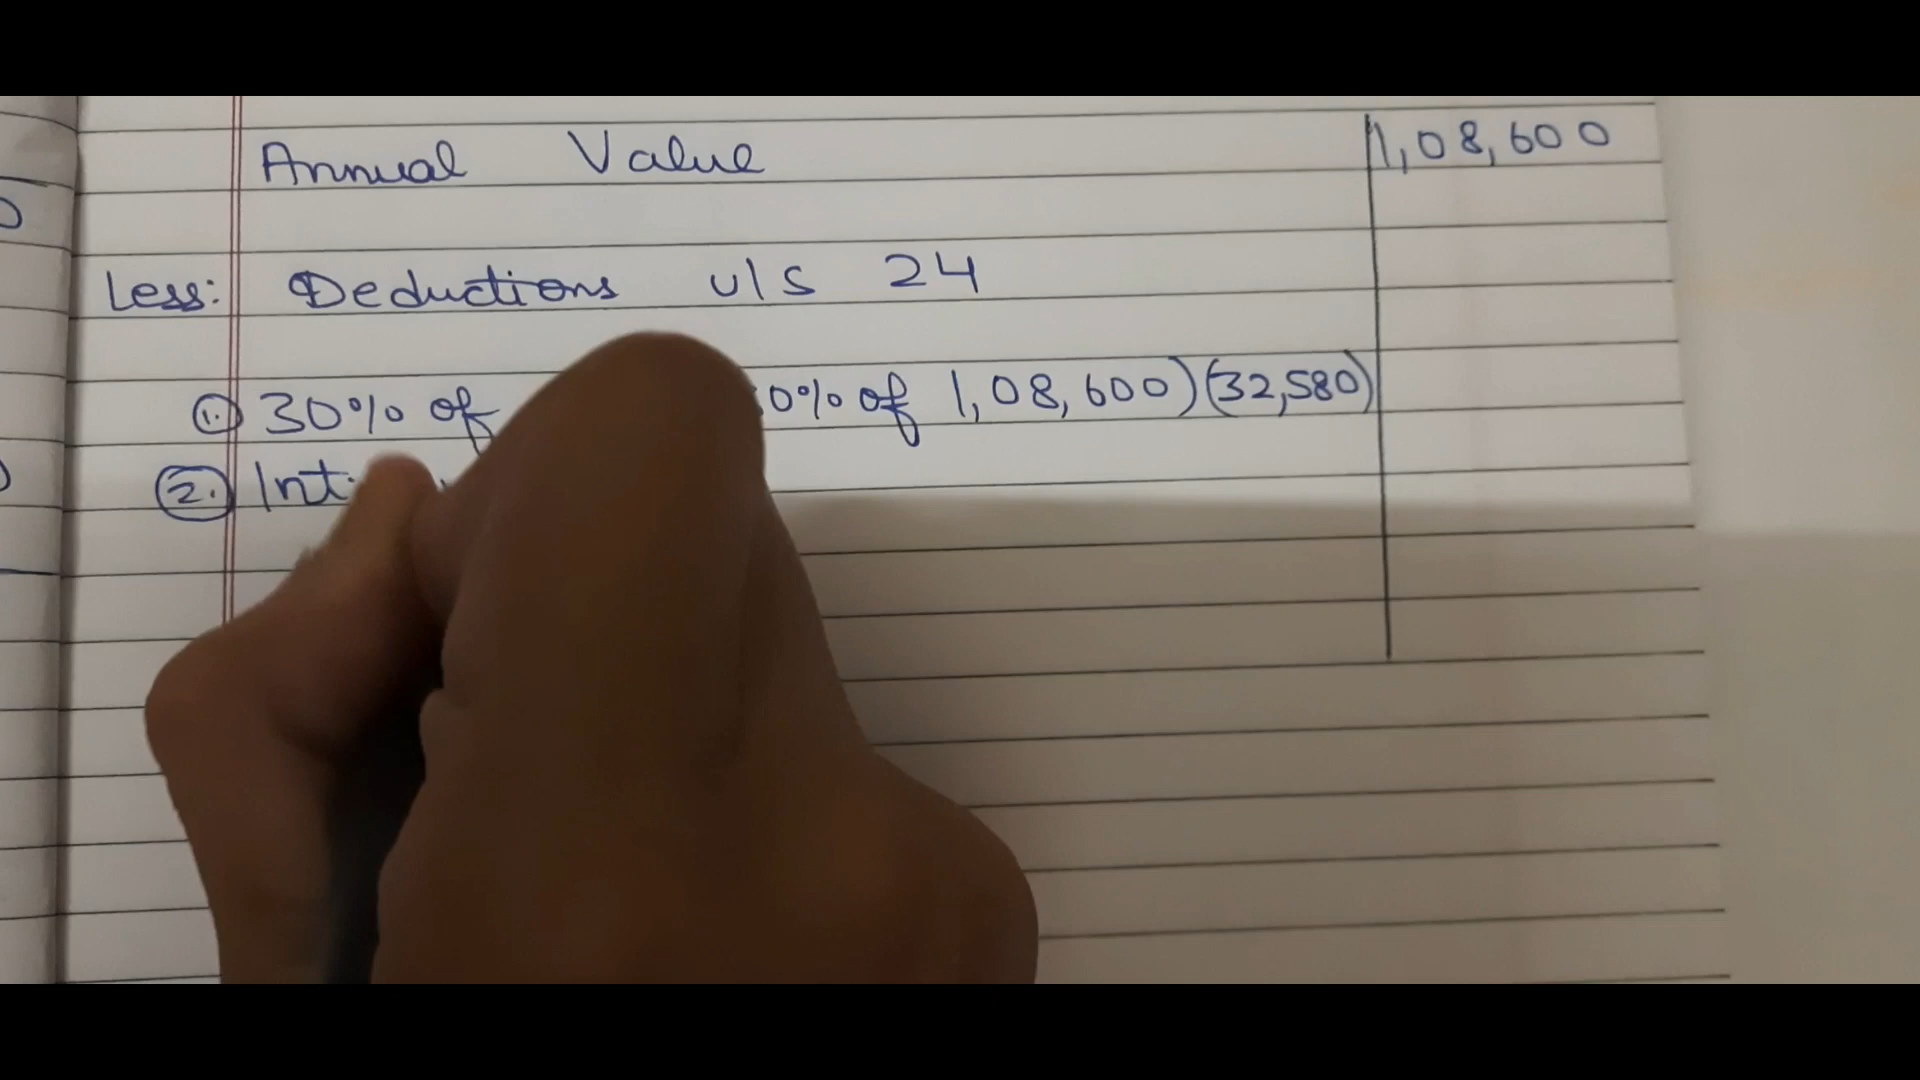 Annual Value 1,08,600
Less: Deductions u/s 24
1. 30% of 0% of 1,08,600) (32,580)
2. Int.